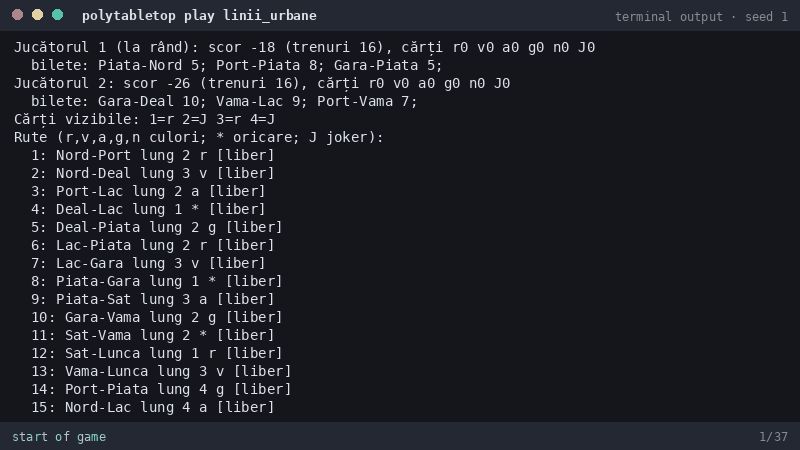 polytabletop play linii_urbane
terminal output · seed 1
Jucătorul 1 (la rând): scor -18 (trenuri 16), cărți r0 v0 a0 g0 n0 J0
bilete: Piata-Nord 5; Port-Piata 8; Gara-Piata 5;
Jucătorul 2: scor -26 (trenuri 16), cărți r0 v0 a0 g0 n0 J0
bilete: Gara-Deal 10; Vama-Lac 9; Port-Vama 7;
Cărți vizibile: 1=r 2=J 3=r 4=J
Rute (r,v,a,g,n culori; * oricare; J joker):
1: Nord-Port lung 2 r [liber]
2: Nord-Deal lung 3 v [liber]
3: Port-Lac lung 2 a [liber]
4: Deal-Lac lung 1 * [liber]
5: Deal-Piata lung 2 g [liber]
6: Lac-Piata lung 2 r [liber]
7: Lac-Gara lung 3 v [liber]
8: Piata-Gara lung 1 * [liber]
9: Piata-Sat lung 3 a [liber]
10: Gara-Vama lung 2 g [liber]
11: Sat-Vama lung 2 * [liber]
12: Sat-Lunca lung 1 r [liber]
13: Vama-Lunca lung 3 v [liber]
14: Port-Piata lung 4 g [liber]
15: Nord-Lac lung 4 a [liber]
start of game
1/37